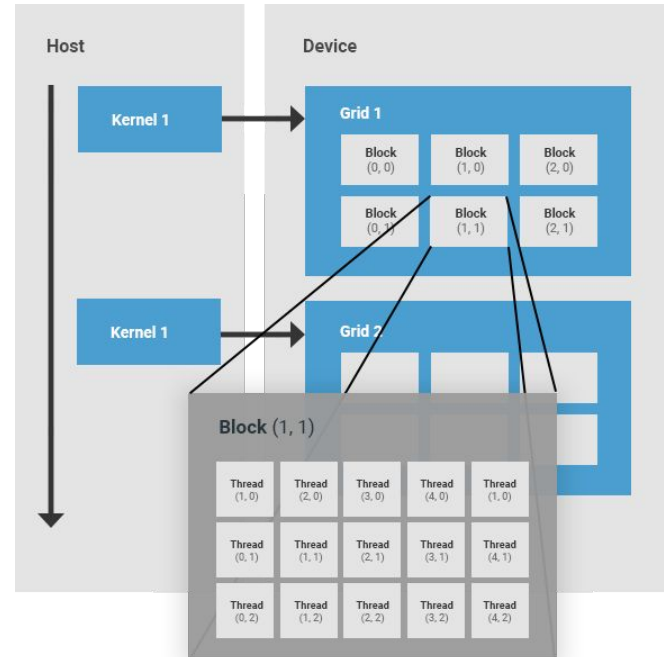 Host
Device
Kernel 1
Grid 1
Block
(0, 0)
Block
(1, 0)
Block
(2, 0)
Block
(0, 1)
Block
(1, 1)
Block
(2, 1)
Kernel 1
Grid 2
Block (1, 1)
Thread
(1, 0)
Thread
(2, 0)
Thread
(3, 0)
Thread
(4, 0)
Thread
(1, 0)
Thread
(0, 1)
Thread
(1, 1)
Thread
(2, 1)
Thread
(3, 1)
Thread
(4, 1)
Thread
(0, 2)
Thread
(1, 2)
Thread
(2, 2)
Thread
(3, 2)
Thread
(4, 2)